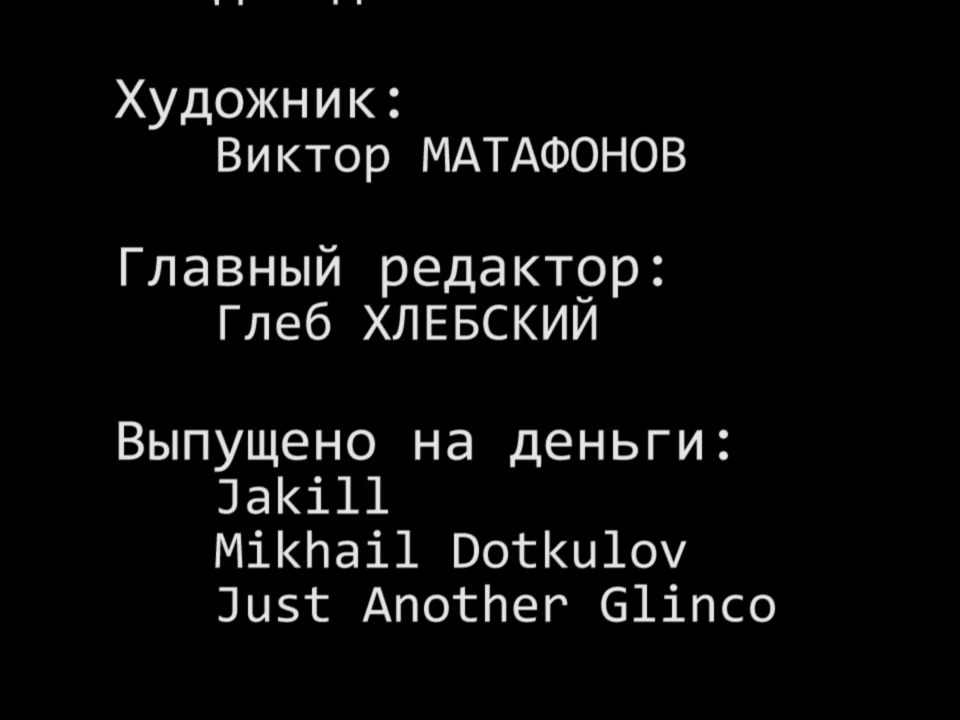 Художник:
Виктор МАТАФОНОВ
Главный редактор:
Глеб ХЛЕБСКИЙ
Выпущено на деньги:
Jakill
Mikhail Dotkulov
Just Another Glinco